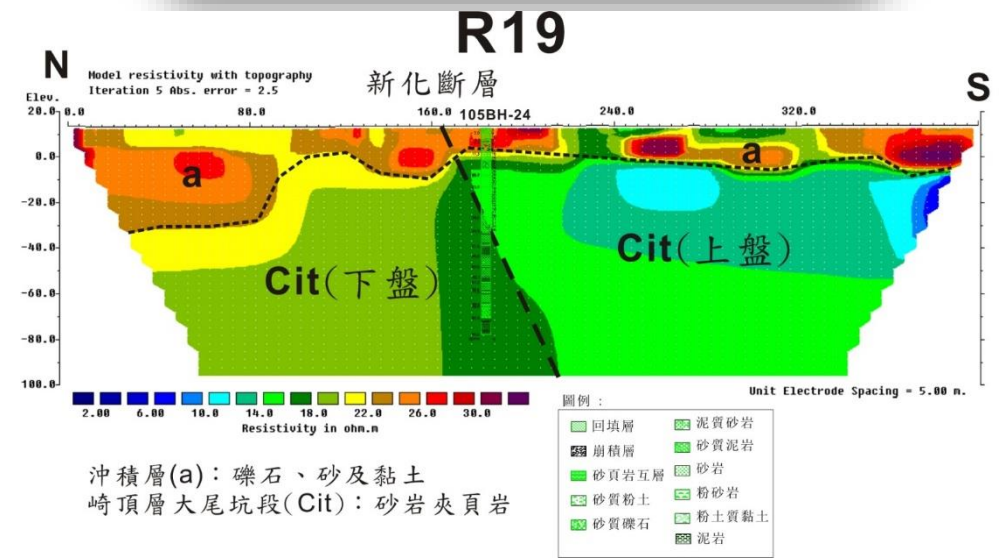 R19
N
S
Model resistivity with topography
Iteration 5 Abs. error = 2.5
新化斷層
Elev.
20.0 0.0 80.0 160.0 105BH-24 240.0 320.0
0.0
-20.0
-40.0
-60.0
-80.0
100.0
a
a
Cit(下盤)
Cit(上盤)
2.00 6.00 10.0 14.0 18.0 22.0 26.0 30.0
Resistivity in ohm.m
Unit Electrode Spacing = 5.00 m.
沖積層(a)：礫石、砂及黏土
崎頂層大尾坑段(Cit)：砂岩夾頁岩
圖例：
回填層
崩積層
砂頁岩互層
砂質粉土
砂質礫石
泥質砂岩
砂質泥岩
砂岩
粉砂岩
粉土質黏土
泥岩